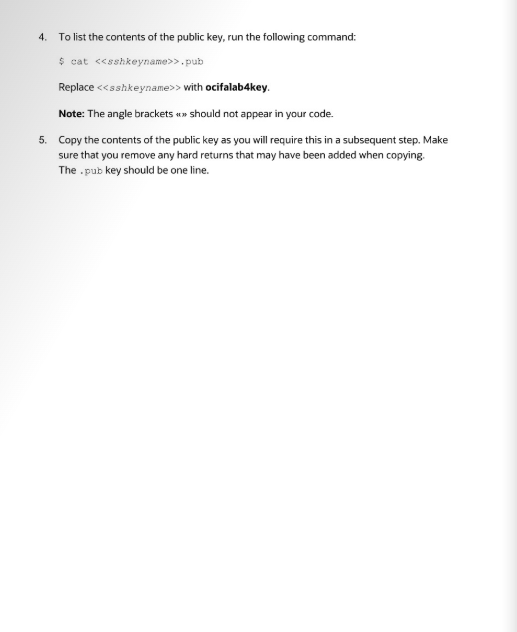 4. To list the contents of the public key, run the following command:
$ cat <<sshkeyname>>.pub
Replace <<sshkeyname>> with ocifalab4key.
Note: The angle brackets «» should not appear in your code.
5. Copy the contents of the public key as you will require this in a subsequent step. Make
sure that you remove any hard returns that may have been added when copying.
The .pub key should be one line.